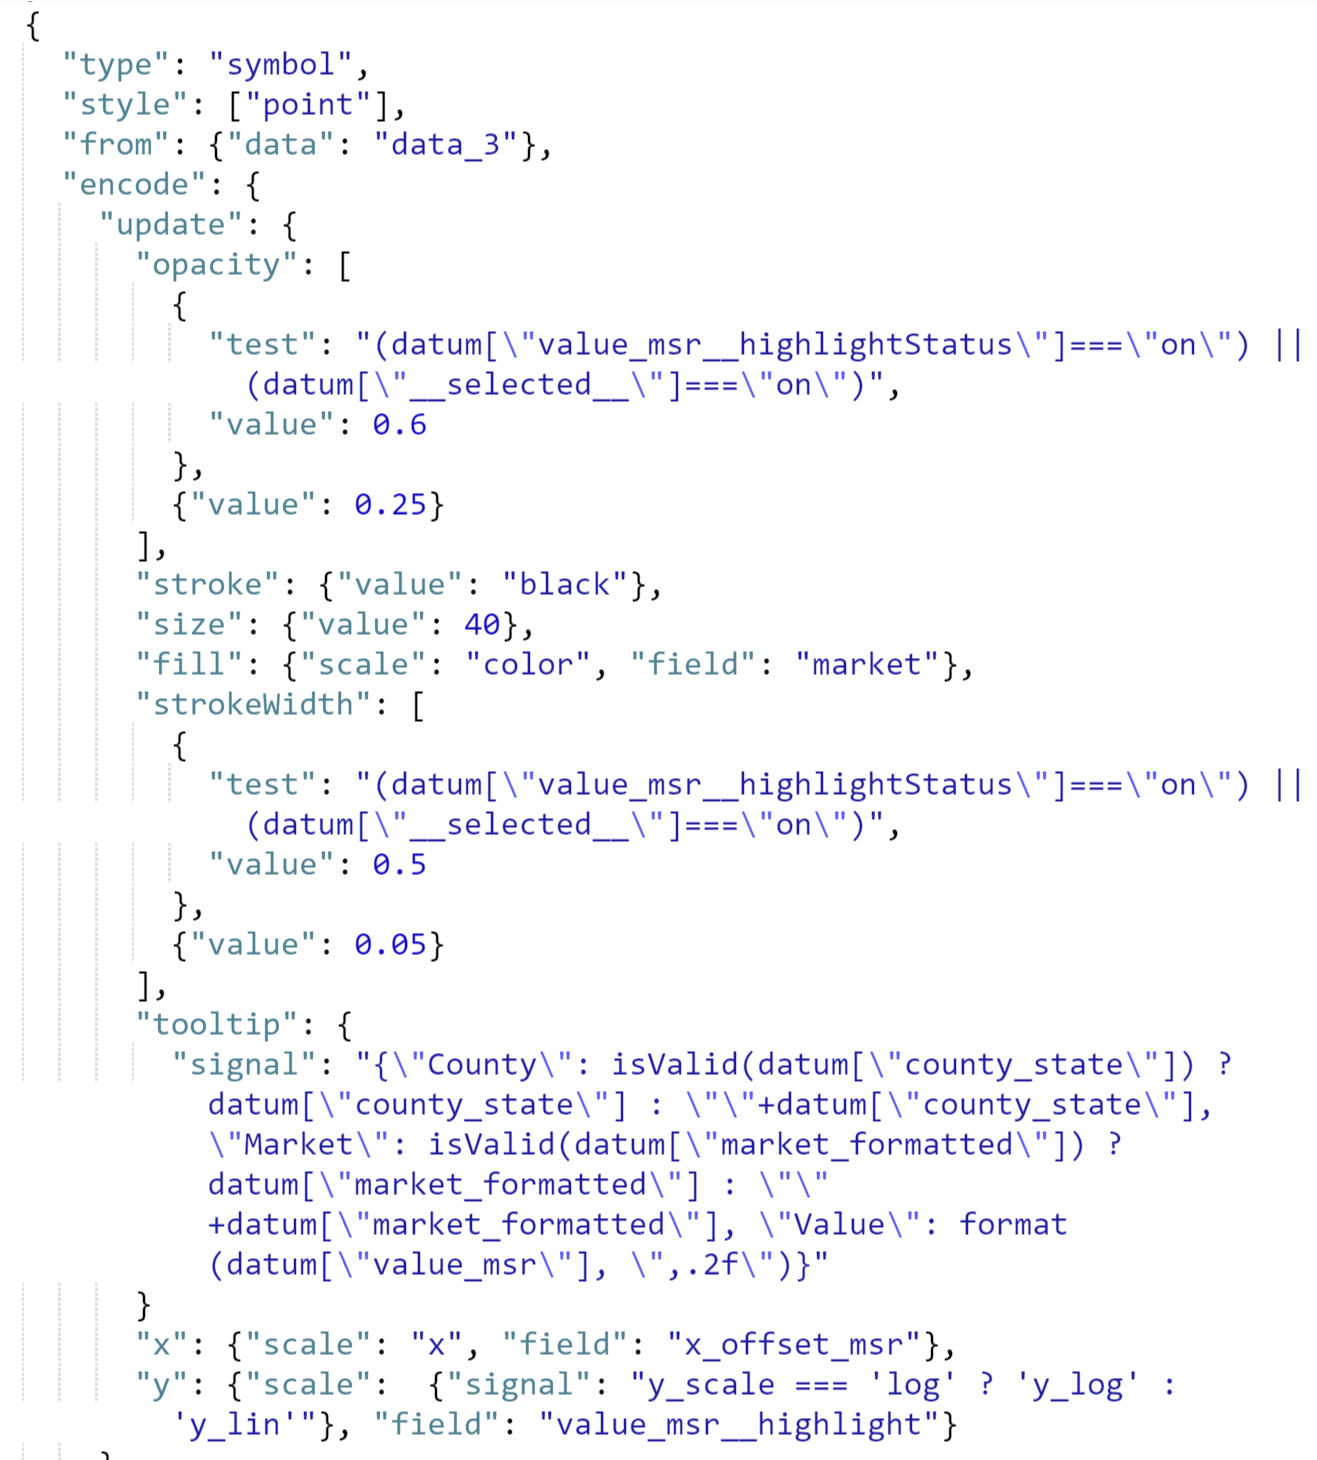 {
"type": "symbol",
"style": ["point"],
"from": {"data": "data_3"},
"encode": {
"update": {
"opacity": [
{
"test": "(datum[\"value_msr__highlightStatus\"]===\"on\") ||
(datum[\"__selected__\"]===\"on\")",
"value": 0.6
},
{"value": 0.25}
],
"stroke": {"value": "black"},
"size": {"value": 40},
"fill": {"scale": "color", "field": "market"},
"strokeWidth": [
{
"test": "(datum[\"value_msr__highlightStatus\"]===\"on\") ||
(datum[\"__selected__\"]===\"on\")",
"value": 0.5
},
{"value": 0.05}
],
"tooltip": {
"signal": "{\"County\": isValid(datum[\"county_state\"]) ?
datum[\"county_state\"] : \"\"+datum[\"county_state\"],
\"Market\": isValid(datum[\"market_formatted\"]) ?
datum[\"market_formatted\"] : \"\"
+datum[\"market_formatted\"], \"Value\": format
(datum[\"value_msr\"], \",.2f\")}"
}
"x": {"scale": "x", "field": "x_offset_msr"},
"y": {"scale":  {"signal": "y_scale === 'log' ? 'y_log' :
'y_lin'"}, "field": "value_msr__highlight"}